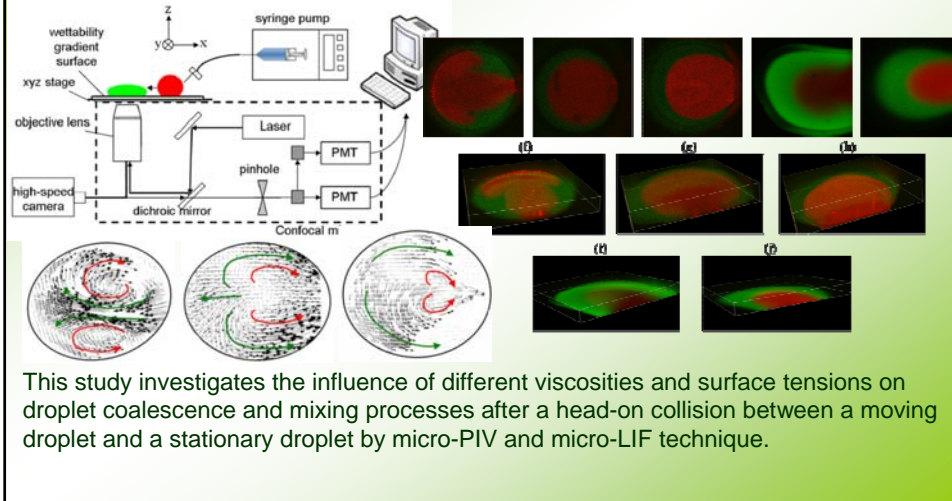 z
y x
syringe pump
wettability
gradient
surface
xyz stage
objective lens
Laser
PMT
pinhole
high-speed
camera
PMT
dichroic mirror
Confocal m
(f) (g) (h)
(j)
This study investigates the influence of different viscosities and surface tensions on
droplet coalescence and mixing processes after a head-on collision between a moving
droplet and a stationary droplet by micro-PIV and micro-LIF technique.